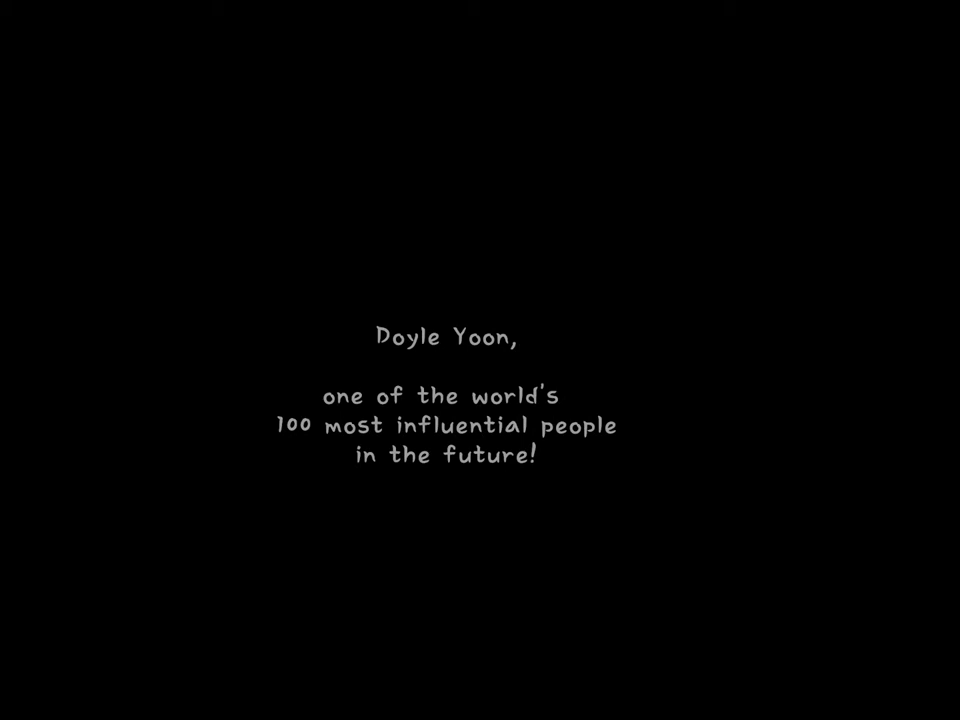 Doyle Yoon,
one of the world's
100 most influential people
in the future!